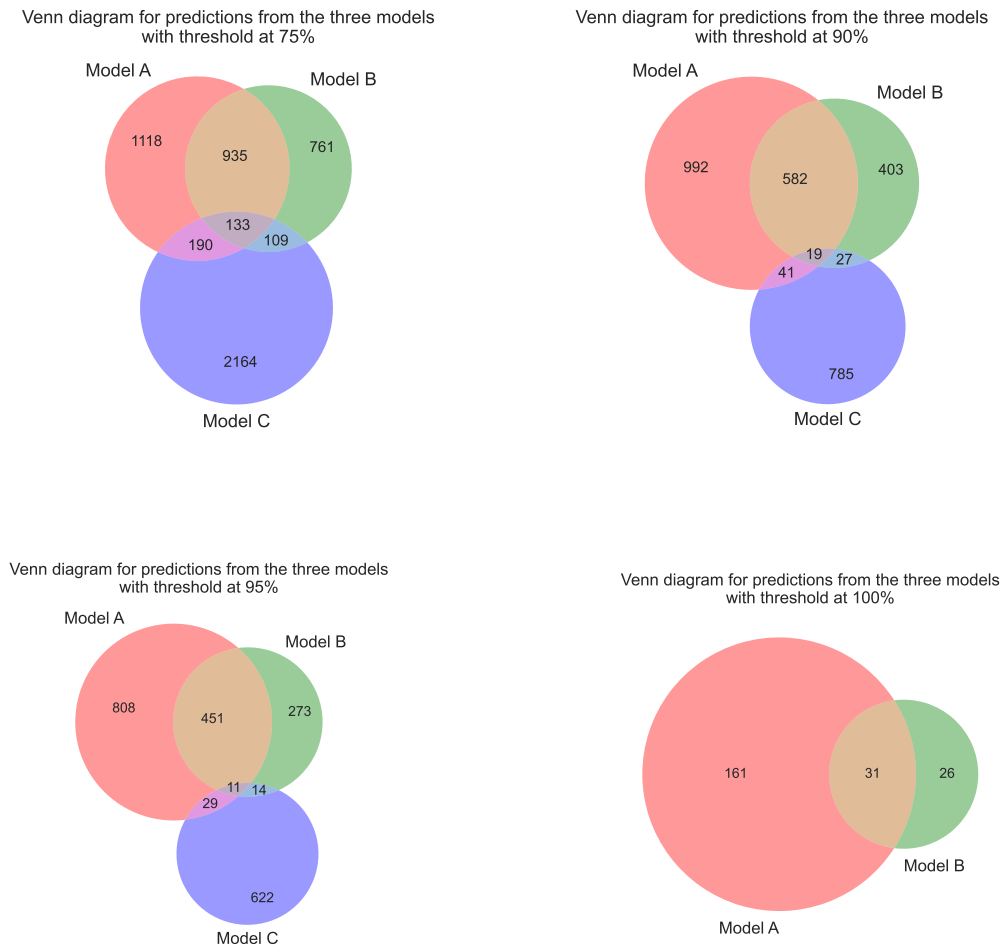 Venn diagram for predictions from the three models
with threshold at 75%
Model A
Model B
1118
935
761
133
190
109
2164
Model C
Venn diagram for predictions from the three models
with threshold at 90%
Model A
Model B
992
582
403
19
27
41
785
Model C
Venn diagram for predictions from the three models
with threshold at 95%
Model A
Model B
808
451
273
11
14
29
622
Model C
Venn diagram for predictions from the three models
with threshold at 100%
161
31
26
Model B
Model A